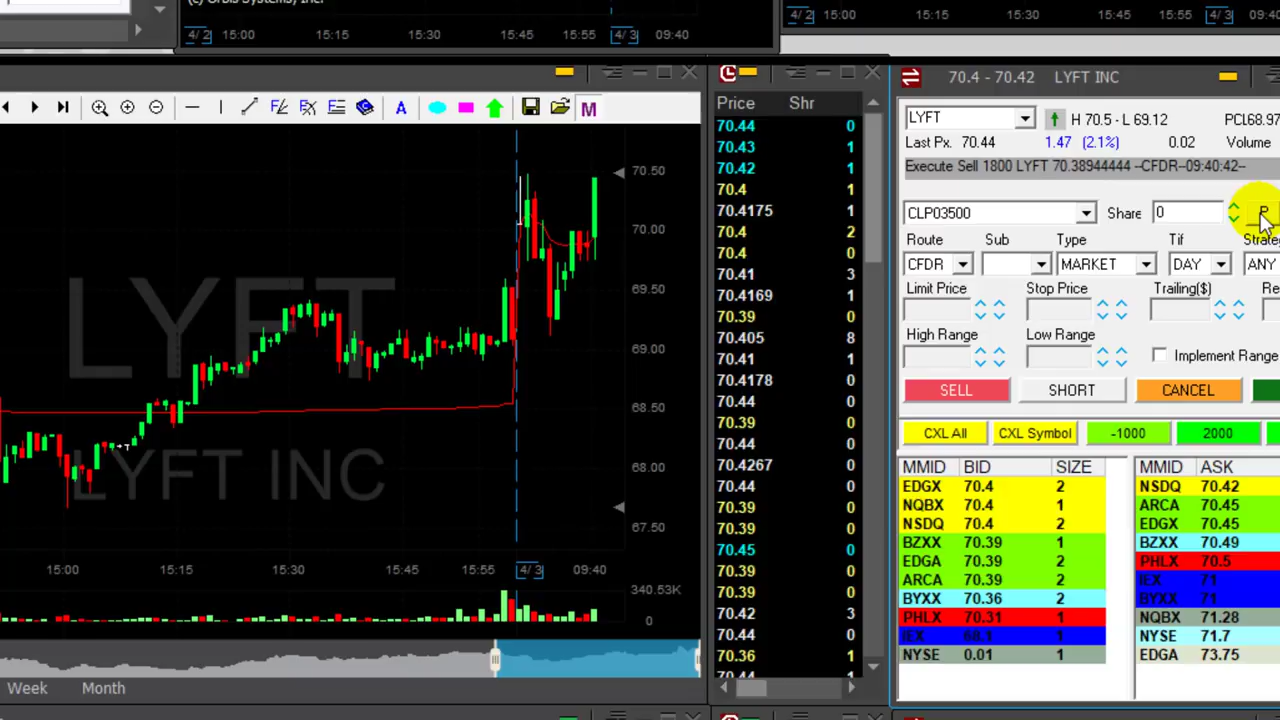 (c) Orbis Systems, Inc.
4/ 2 15:00 15:15 15:30 15:45 15:55 4/ 3 09:40
4/ 2 15:00 15:15 15:30 15:45 15:55 4/ 3 09:40
A M
70.50
70.00
69.50
69.00
68.50
68.00
67.50
LYFT
LYFT INC
15:00 15:15 15:30 15:45 15:55 4/ 3 09:40
340.53K
0
Week Month
Price Shr
70.44 0
70.43 1
70.42 1
70.4 1
70.4175 1
70.4 2
70.4 0
70.41 3
70.4169 1
70.39 0
70.405 8
70.41 1
70.4178 0
70.44 0
70.39 0
70.44 0
70.4267 0
70.44 0
70.39 0
70.39 0
70.45 0
70.39 0
70.39 0
70.42 3
70.44 0
70.36 1
70.44
70.4 - 70.42 LYFT INC
LYFT H 70.5 - L 69.12 PCL68.97
Last Px. 70.44 1.47 (2.1%) 0.02 Volume
Execute Sell 1800 LYFT 70.38944444 --CFDR--09:40:42--
CLP03500 Share 0 P
Route Sub Type Tif Strate
CFDR MARKET DAY ANY
Limit Price Stop Price Trailing($) Re
High Range Low Range
Implement Range
SELL SHORT CANCEL
CXL All CXL Symbol -1000 2000
MMID BID SIZE
EDGX 70.4 2
NQBX 70.4 1
NSDQ 70.4 2
BZXX 70.39 1
EDGA 70.39 2
ARCA 70.39 2
BYXX 70.36 2
PHLX 70.31 1
IEX 68.1 1
NYSE 0.01 1
MMID ASK
NSDQ 70.42
ARCA 70.45
EDGX 70.45
BZXX 70.49
PHLX 70.5
IEX 71
BYXX 71
NQBX 71.28
NYSE 71.7
EDGA 73.75